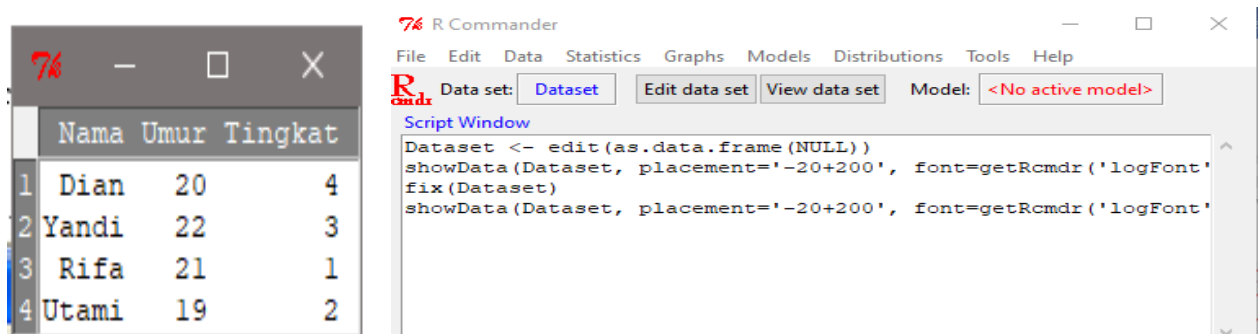 Nama Umur Tingkat
1 Dian 20 4
2 Yandi 22 3
3 Rifa 21 1
4 Utami 19 2
R Commander
File Edit Data Statistics Graphs Models Distributions Tools Help
R cmdr Data set: Dataset Edit data set View data set Model: <No active model>
Script Window
Dataset <- edit(as.data.frame(NULL))
showData(Dataset, placement='-20+200', font=getRcmdr('logFont'
fix(Dataset)
showData(Dataset, placement='-20+200', font=getRcmdr('logFont'